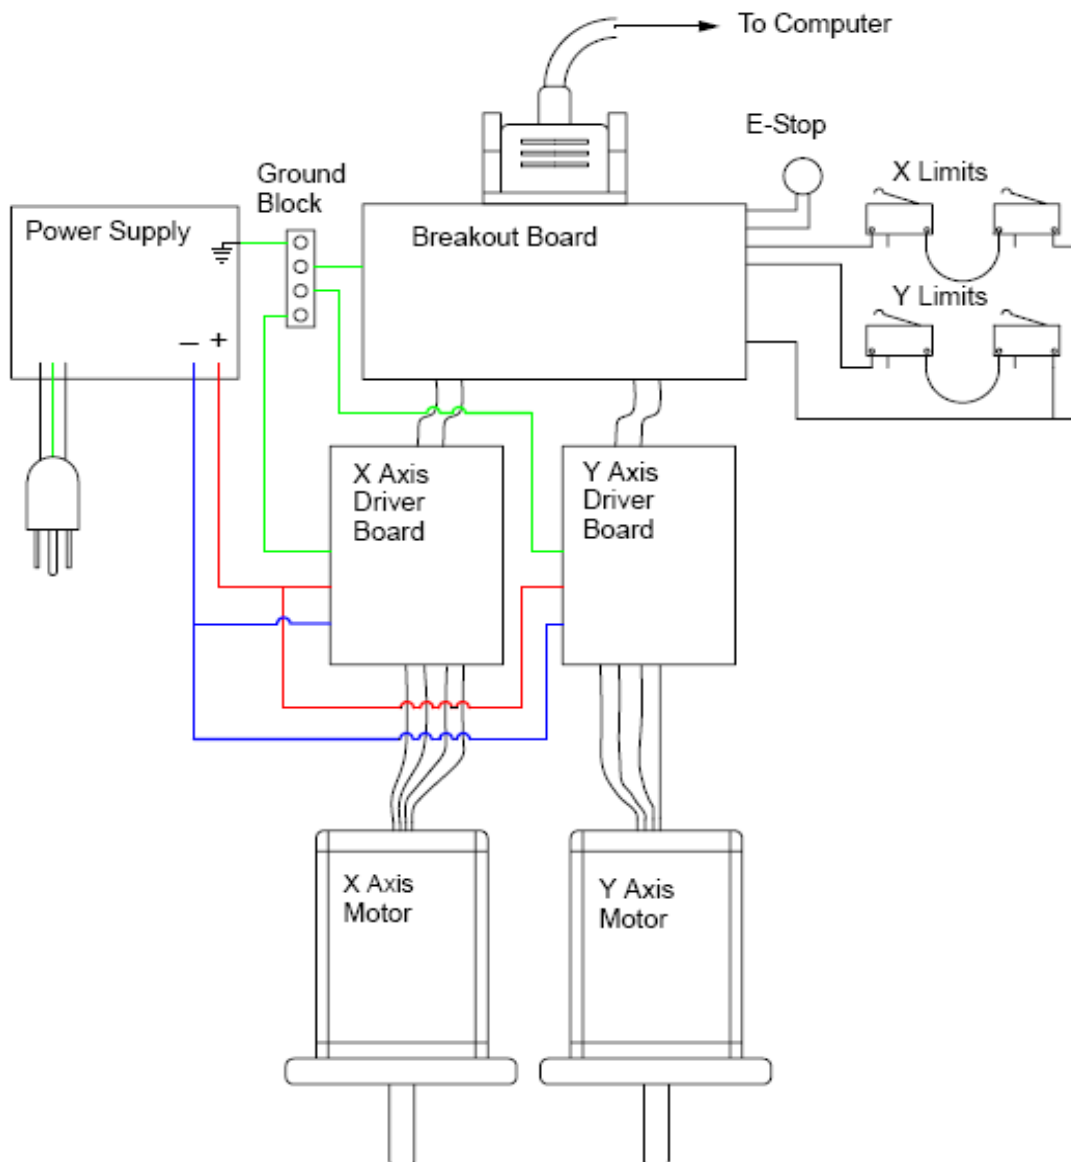 To Computer
E-Stop
Ground
Block
X Limits
Power Supply
Breakout Board
Y Limits
– +
X Axis
Driver
Board
Y Axis
Driver
Board
X Axis
Motor
Y Axis
Motor